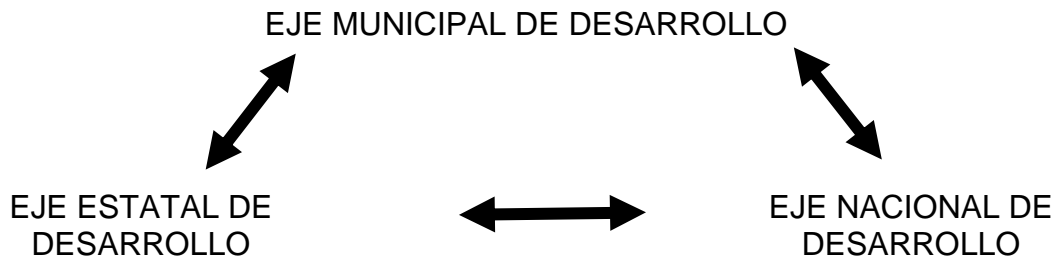 EJE MUNICIPAL DE DESARROLLO
EJE ESTATAL DE
DESARROLLO
EJE NACIONAL DE
DESARROLLO